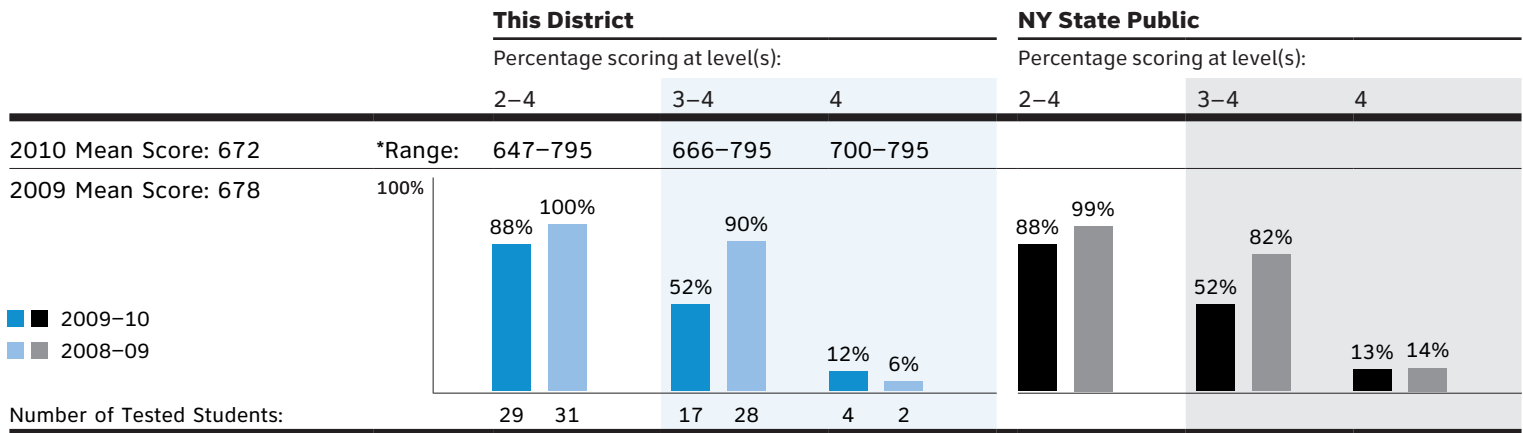 This District NY State Public
Percentage scoring at level(s): Percentage scoring at level(s):
2–4 3–4 4 2–4 3–4 4
2010 Mean Score: 672 *Range: 647–795 666–795 700–795
2009 Mean Score: 678 100%
88% 100% 90% 88% 99% 82%
52% 52%
12% 6% 13% 14%
2009–10
2008–09
Number of Tested Students: 29 31 17 28 4 2